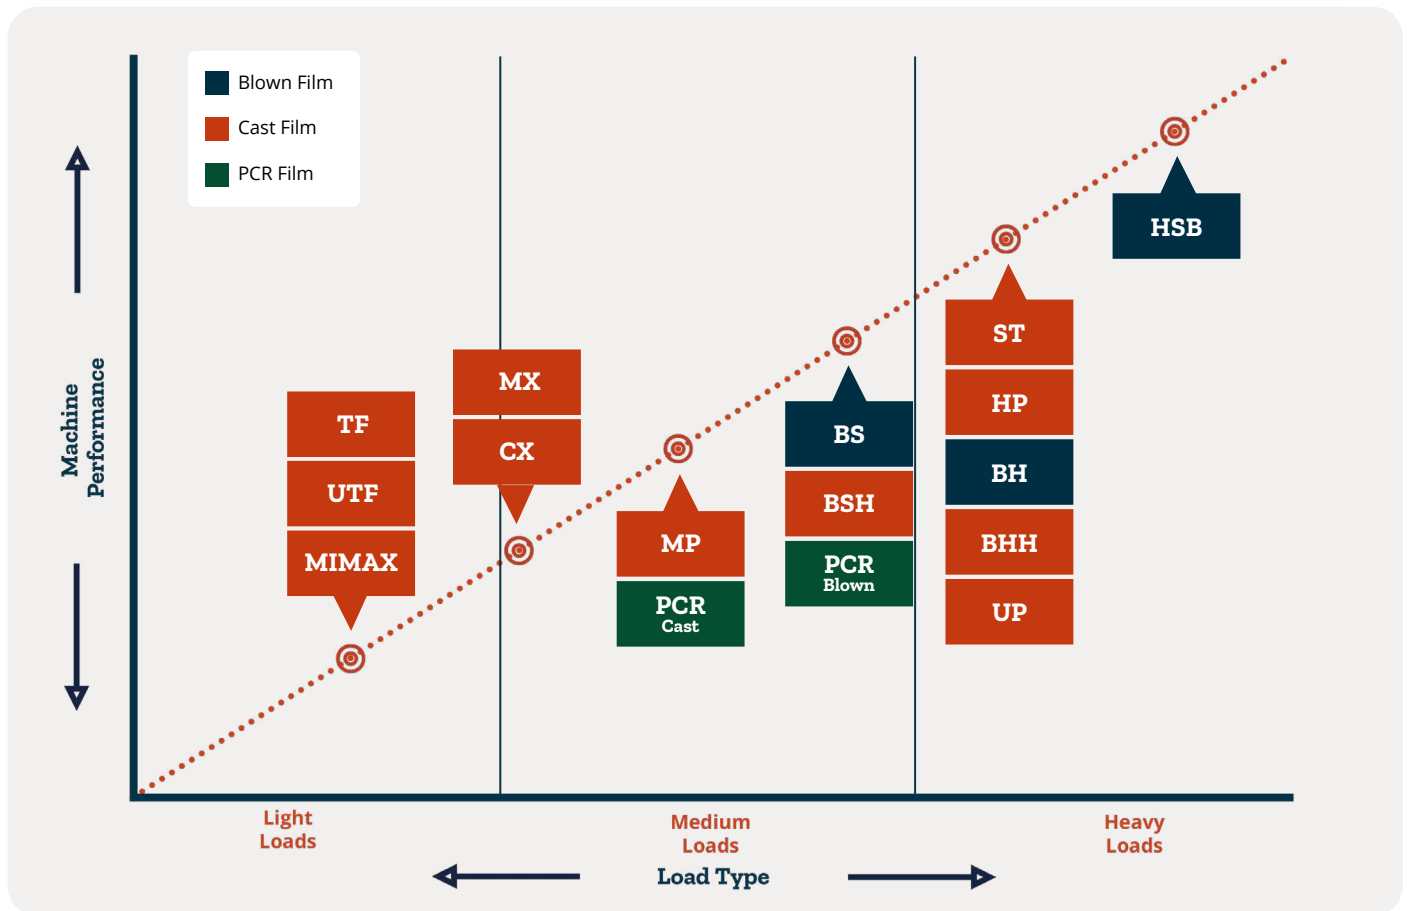 Blown Film
Cast Film
PCR Film
Machine
Performance
TF
UTF
MIMAX
MX
CX
MP
PCR
Cast
BS
BSH
PCR
Blown
ST
HP
BH
BHH
UP
HSB
Light
Loads
Medium
Loads
Heavy
Loads
Load Type